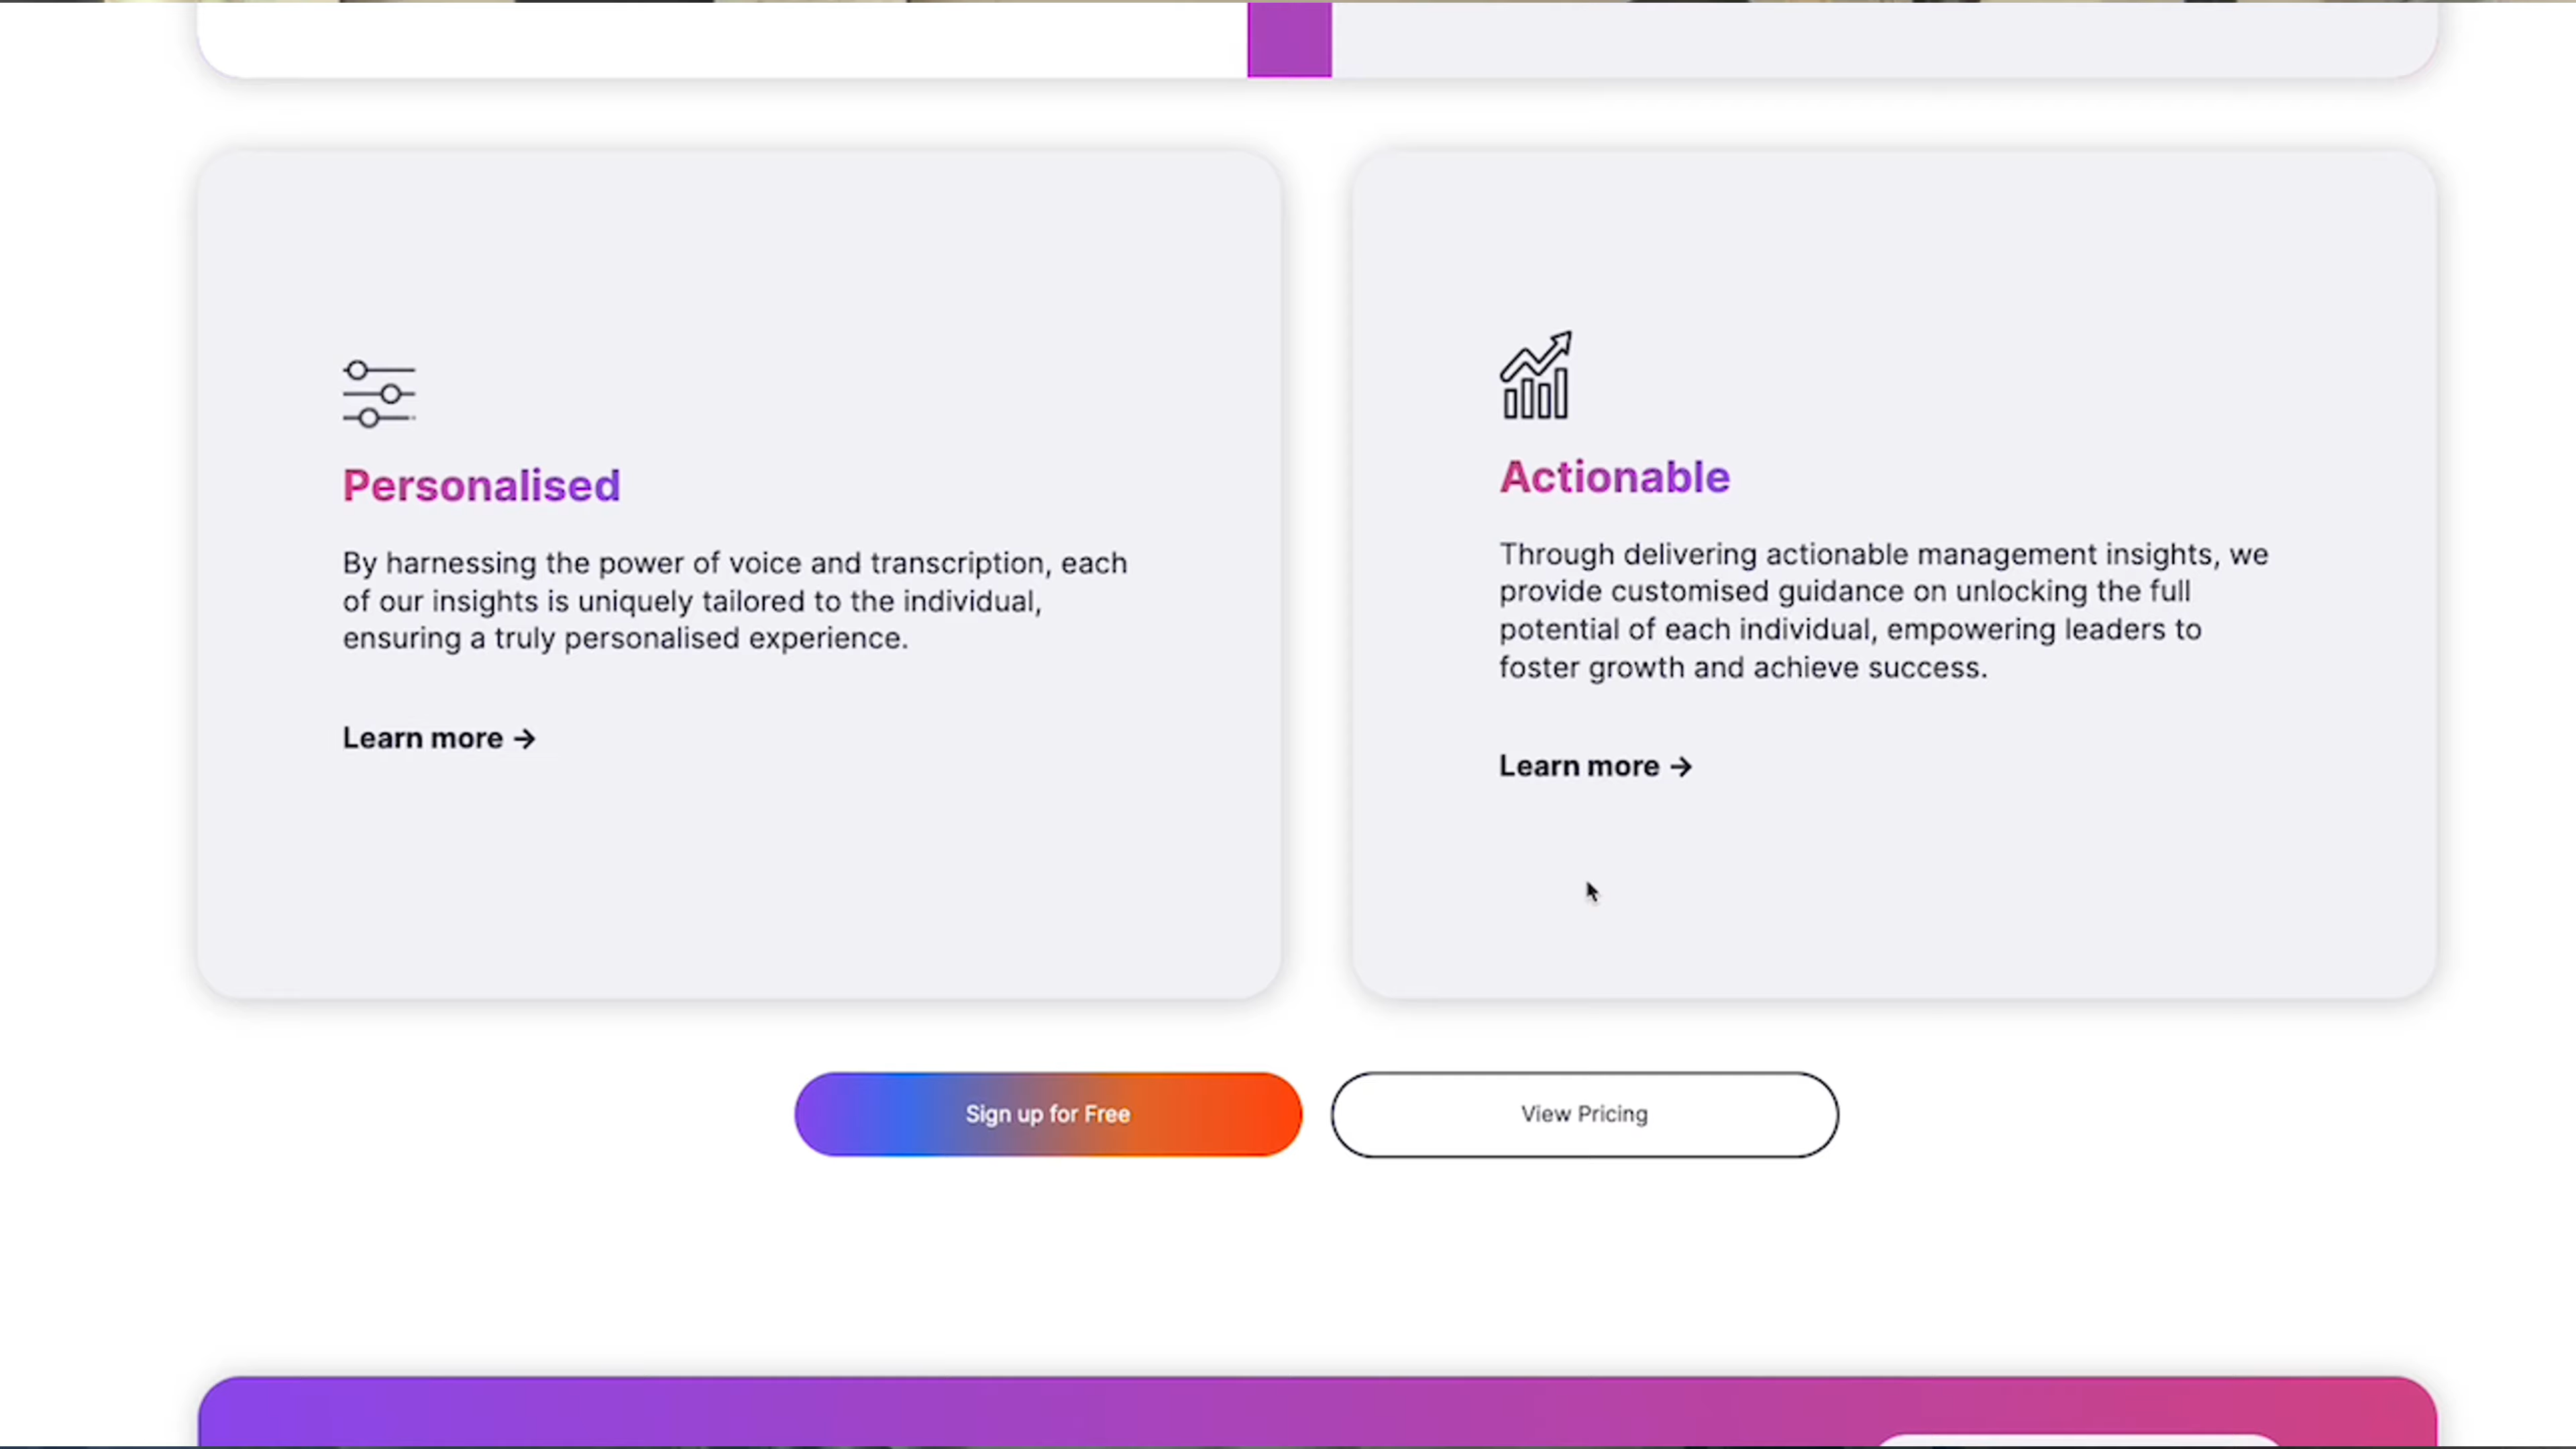 Personalised
By harnessing the power of voice and transcription, each
of our insights is uniquely tailored to the individual,
ensuring a truly personalised experience.
Learn more →
Actionable
Through delivering actionable management insights, we
provide customised guidance on unlocking the full
potential of each individual, empowering leaders to
foster growth and achieve success.
Learn more →
Sign up for Free
View Pricing